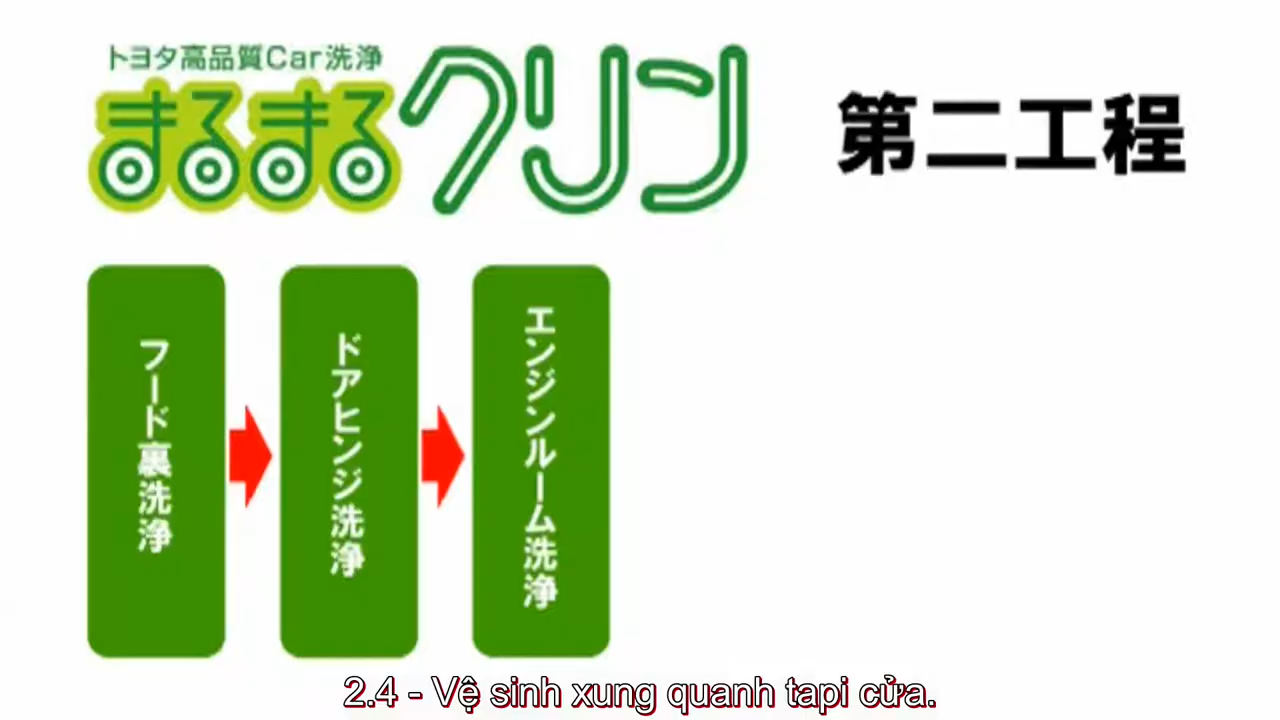 トヨタ高品質Car洗浄
まるまるクリン
第二工程
フード裏洗浄
ドアヒンジ洗浄
エンジンルーム洗浄
2.4 - Vệ sinh xung quanh tapi cửa.